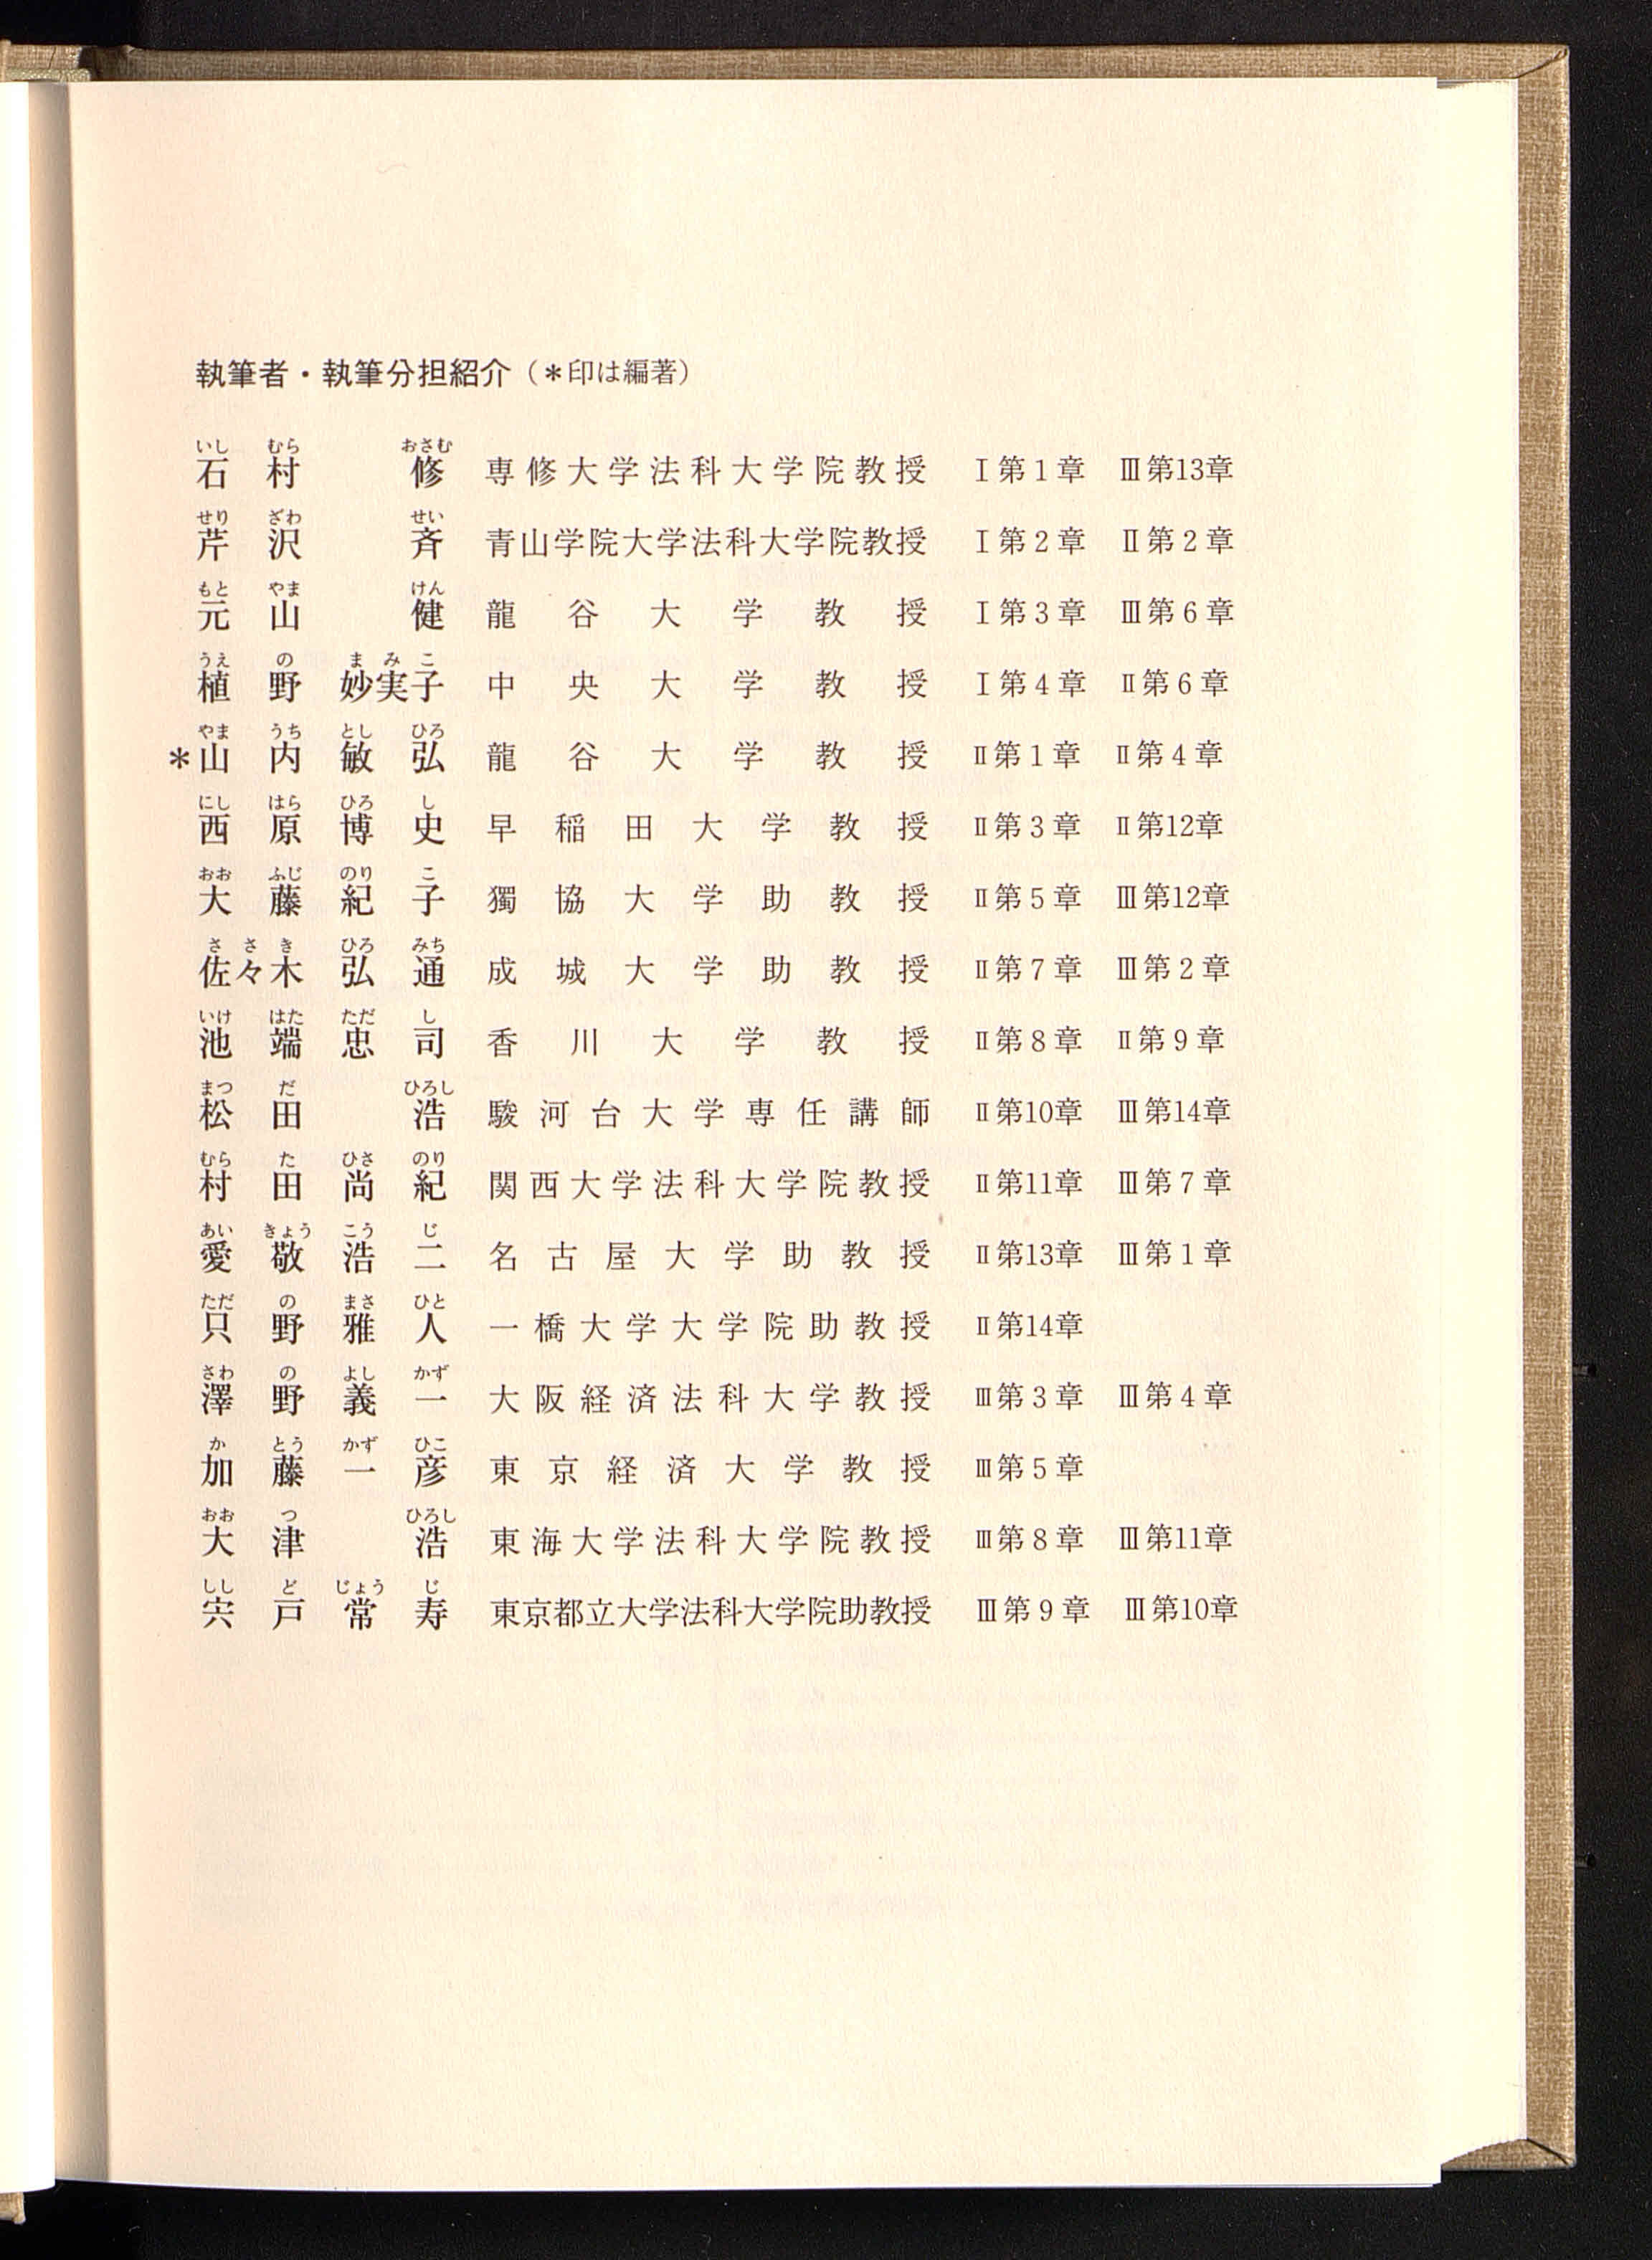 執筆者・執筆分担紹介（＊印は編著）
いし むら おさむ
石村 修 専修大学法科大学院教授 Ⅰ第1章 Ⅲ第13章
せり ざわ せい
芹沢 斉 青山学院大学法科大学院教授 Ⅰ第2章 Ⅱ第2章
もと やま けん
元山 健 龍谷大学教授 Ⅰ第3章 Ⅲ第6章
うえ の ま み こ
植野 妙実子 中央大学教授 Ⅰ第4章 Ⅱ第6章
やま うち とし ひろ
＊山内 敏弘 龍谷大学教授 Ⅱ第1章 Ⅱ第4章
にし はら ひろ し
西原 博史 早稲田大学教授 Ⅱ第3章 Ⅱ第12章
おお ふじ のり こ
大藤 紀子 獨協大学助教授 Ⅱ第5章 Ⅲ第12章
さ さ き ひろ みち
佐々木 弘通 成城大学助教授 Ⅱ第7章 Ⅲ第2章
いけ はた ただ し
池端 忠司 香川大学教授 Ⅱ第8章 Ⅱ第9章
まつ だ ひろし
松田 浩 駿河台大学専任講師 Ⅱ第10章 Ⅲ第14章
むら た ひさ のり
村田 尚紀 関西大学法科大学院教授 Ⅱ第11章 Ⅲ第7章
あい きょう こう じ
愛敬 浩二 名古屋大学助教授 Ⅱ第13章 Ⅲ第1章
ただ の まさ ひと
只野 雅人 一橋大学大学院助教授 Ⅱ第14章
さわ の よし かず
澤野 義一 大阪経済法科大学教授 Ⅲ第3章 Ⅲ第4章
か とう かず ひこ
加藤 一彦 東京経済大学教授 Ⅲ第5章
おお つ ひろし
大津 浩 東海大学法科大学院教授 Ⅲ第8章 Ⅲ第11章
しし ど じょう じ
宍戸 常寿 東京都立大学法科大学院助教授 Ⅲ第9章 Ⅲ第10章